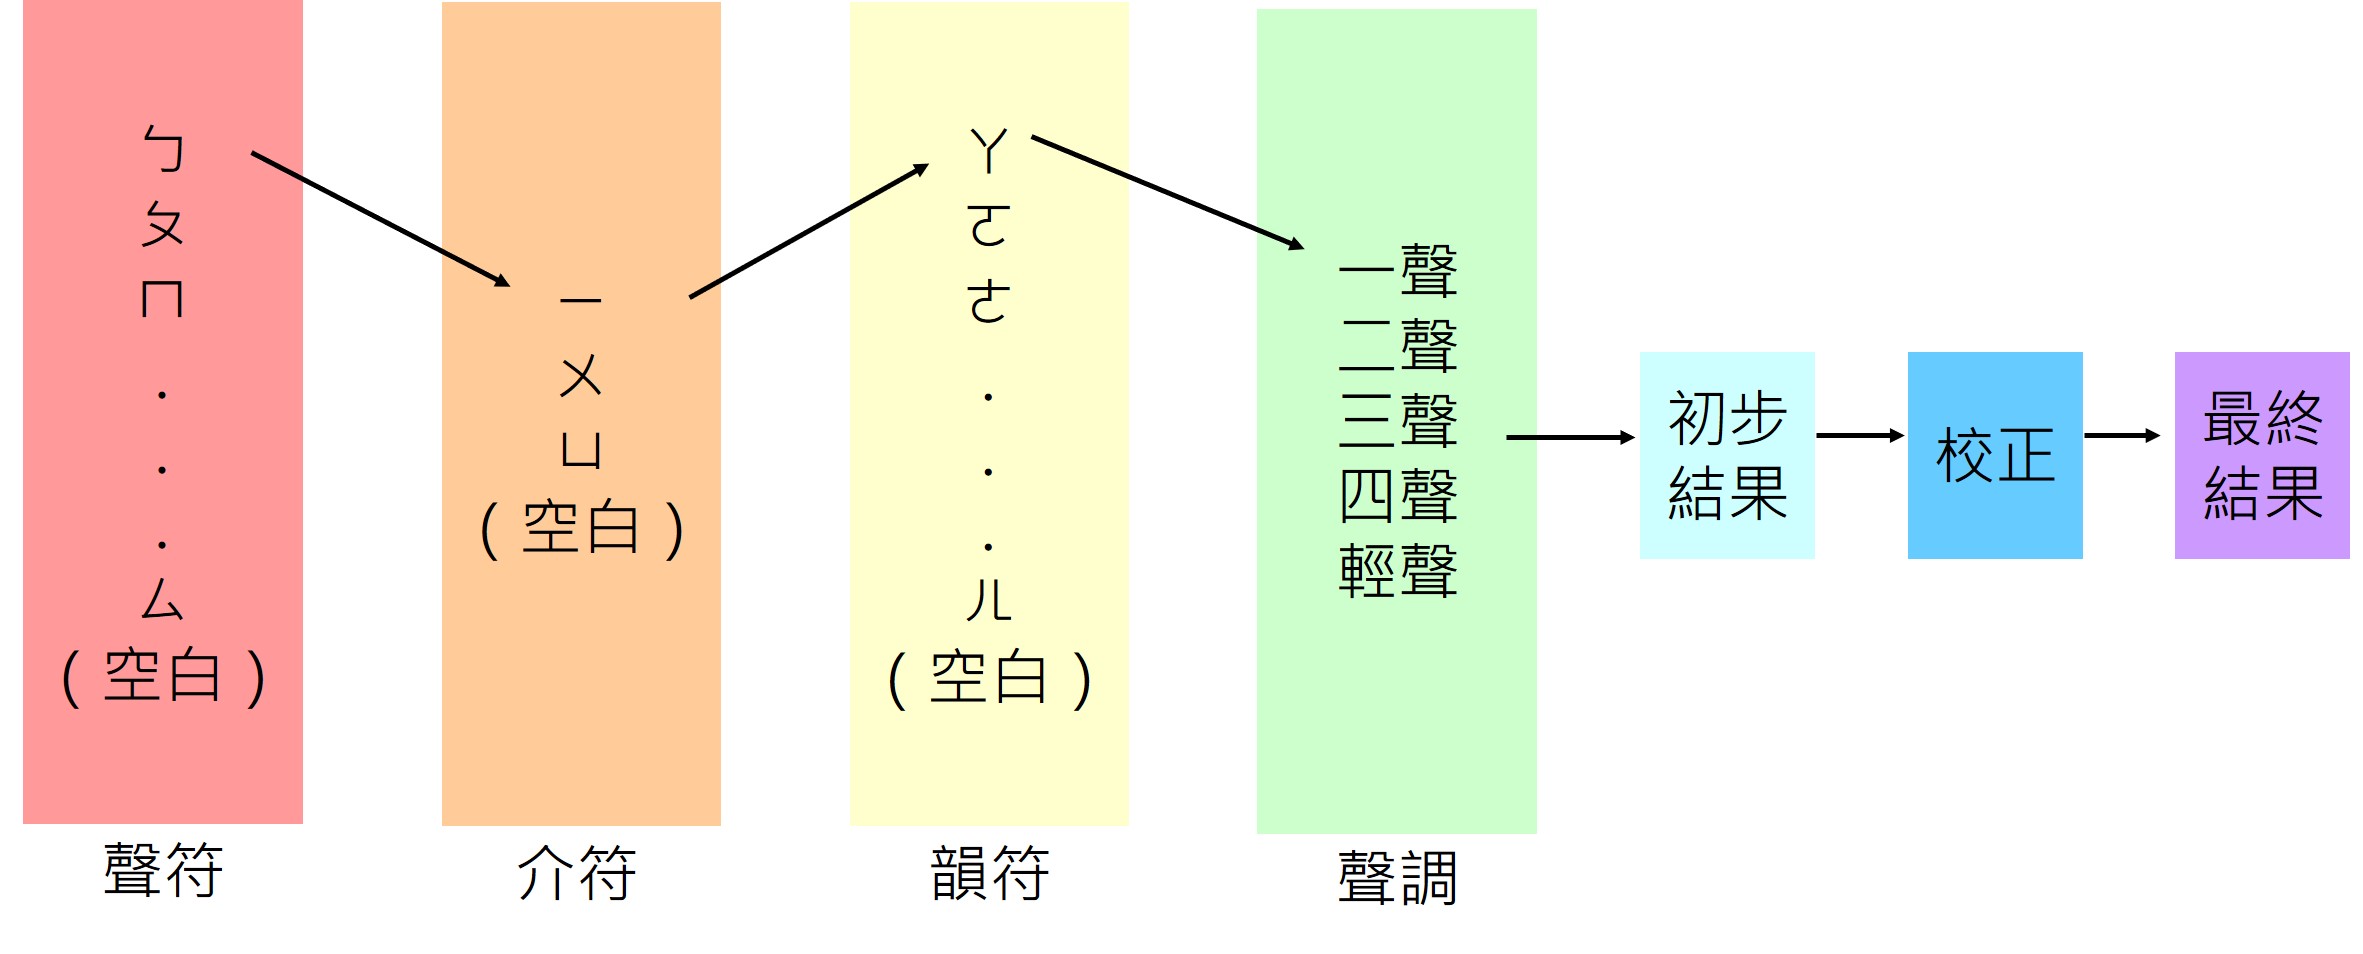 ㄅ
ㄆ
ㄇ
.
.
.
ㄙ
(空白)
聲符
ㄧ
ㄨ
ㄩ
(空白)
介符
ㄚ
ㄛ
ㄜ
.
.
.
ㄦ
(空白)
韻符
一聲
二聲
三聲
四聲
輕聲
聲調
初步
結果
校正
最終
結果